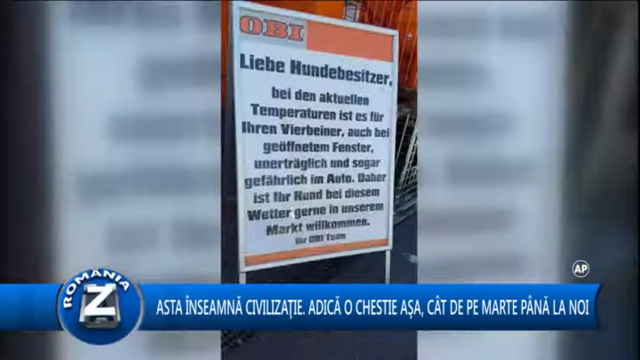 OBI
Liebe Hundebesitzer,
bei den aktuellen
Temperaturen ist es für
Ihren Vierbeiner, auch bei
geöffnetem Fenster,
unerträglich und sogar
gefährlich im Auto. Daher
ist Ihr Hund bei diesem
Wetter gerne in unserem
Markt willkommen.
Ihr OBI Team
AP
ROMANIA
Z
ASTA ÎNSEAMNĂ CIVILIZAŢIE. ADICĂ O CHESTIE AŞA, CÂT DE PE MARTE PÂNĂ LA NOI